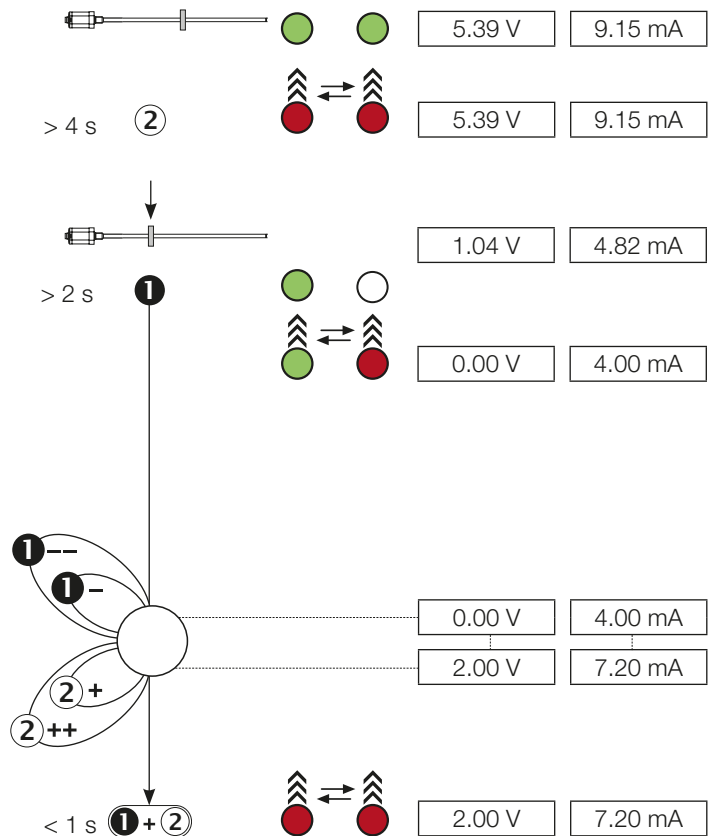 5.39 V 9.15 mA
> 4 s 2 5.39 V 9.15 mA
1.04 V 4.82 mA
> 2 s 1
0.00 V 4.00 mA
1 --
1 -
0.00 V 4.00 mA
2.00 V 7.20 mA
2 +
2 ++
< 1 s 1 + 2 2.00 V 7.20 mA